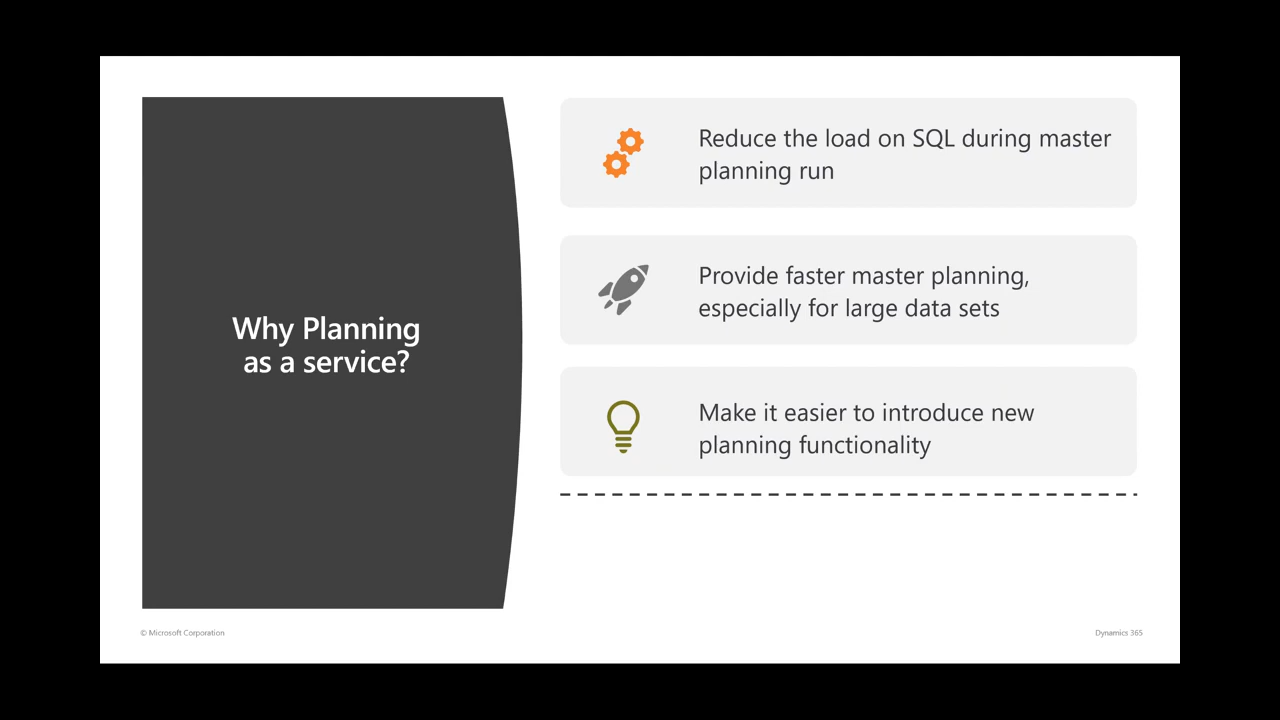 Why Planning
as a service?
Reduce the load on SQL during master
planning run
Provide faster master planning,
especially for large data sets
Make it easier to introduce new
planning functionality
© Microsoft Corporation
Dynamics 365